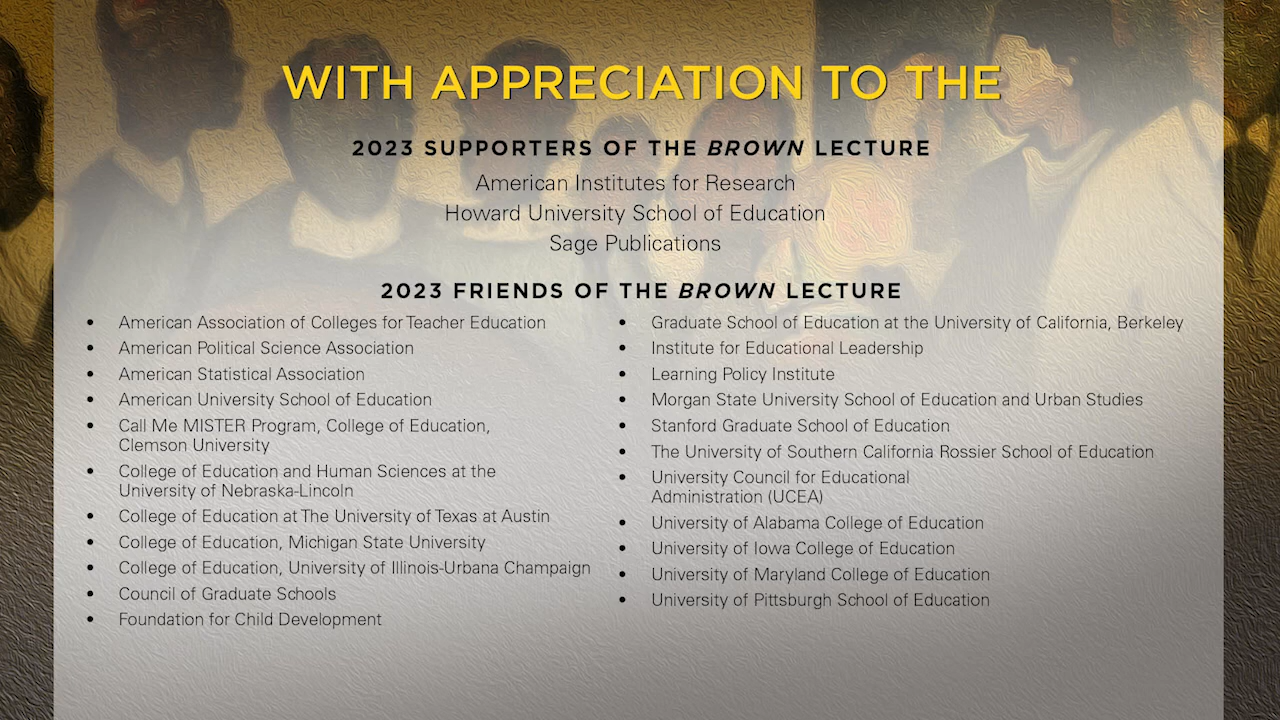 WITH APPRECIATION TO THE
2023 SUPPORTERS OF THE BROWN LECTURE
American Institutes for Research
Howard University School of Education
Sage Publications
2023 FRIENDS OF THE BROWN LECTURE
• American Association of Colleges for Teacher Education
• American Political Science Association
• American Statistical Association
• American University School of Education
• Call Me MISTER Program, College of Education,
Clemson University
• College of Education and Human Sciences at the
University of Nebraska-Lincoln
• College of Education at The University of Texas at Austin
• College of Education, Michigan State University
• College of Education, University of Illinois-Urbana Champaign
• Council of Graduate Schools
• Foundation for Child Development
• Graduate School of Education at the University of California, Berkeley
• Institute for Educational Leadership
• Learning Policy Institute
• Morgan State University School of Education and Urban Studies
• Stanford Graduate School of Education
• The University of Southern California Rossier School of Education
• University Council for Educational
Administration (UCEA)
• University of Alabama College of Education
• University of Iowa College of Education
• University of Maryland College of Education
• University of Pittsburgh School of Education